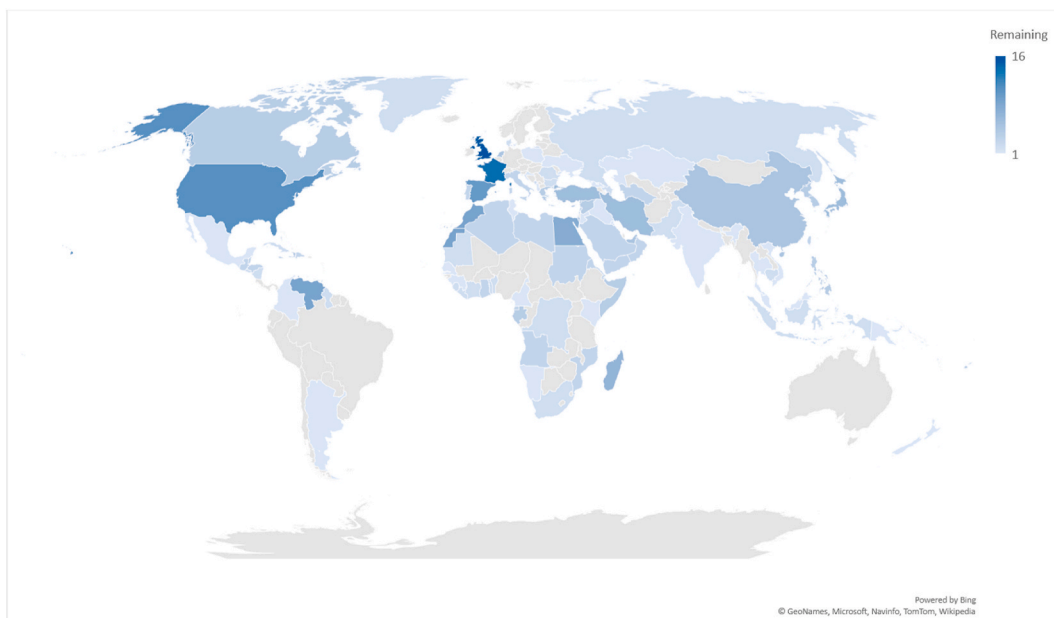 Remaining
16
1
Powered by Bing
© GeoNames, Microsoft, Navinfo, TomTom, Wikipedia